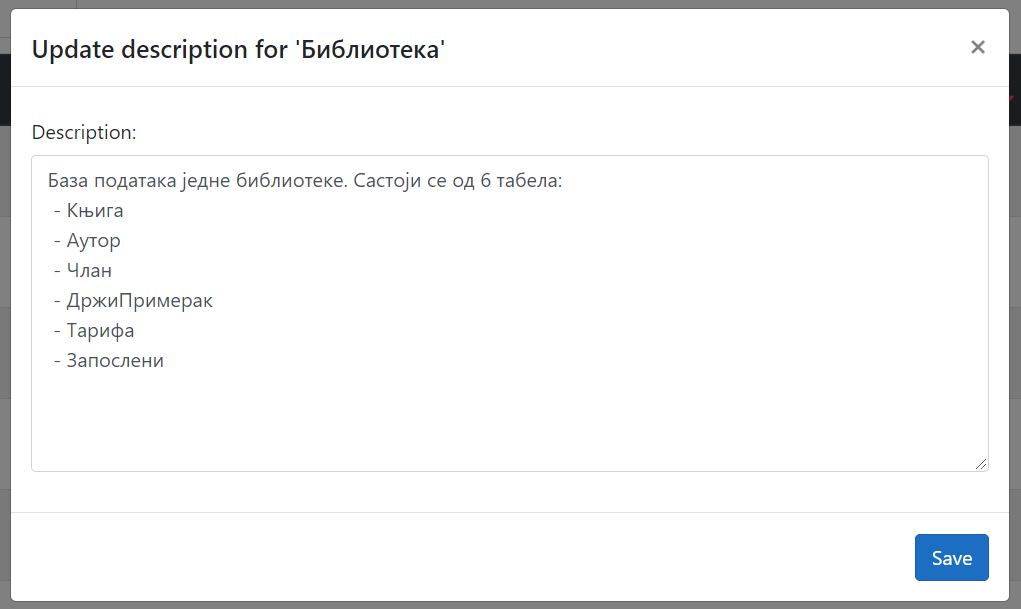 Update description for 'Библиотека'
×
Description:
База података једне библиотеке. Састоји се од 6 табела:
- Књига
- Аутор
- Члан
- ДржиПримерак
- Тарифа
- Запослени
Save